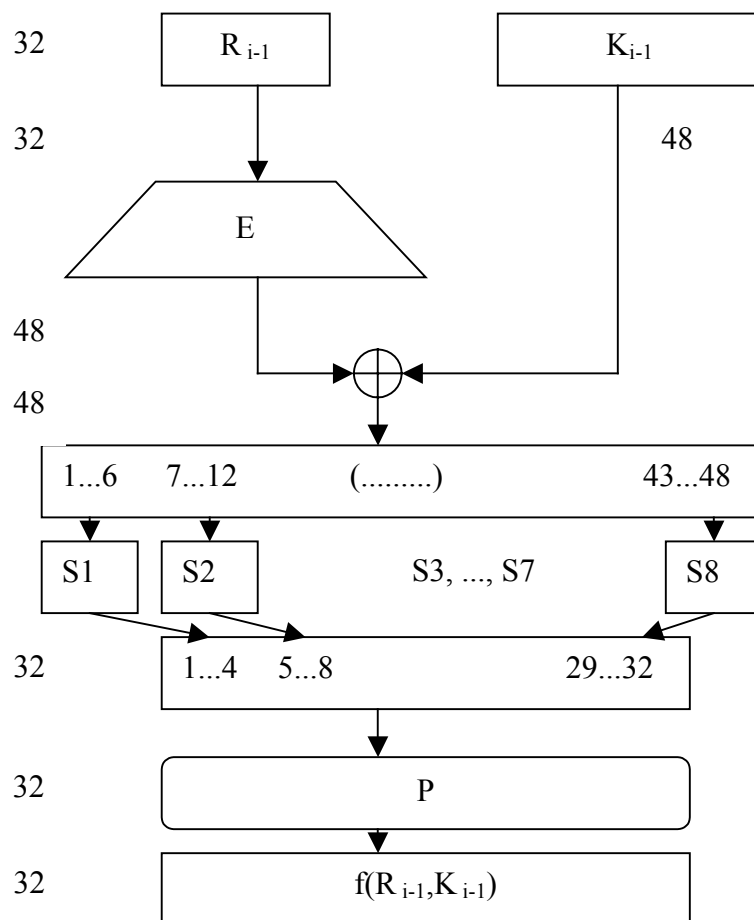 32 R i-1 K i-1
32 48
E
48
48
1...6 7...12 (.........) 43...48
S1 S2 S3, ..., S7 S8
32 1...4 5...8 29...32
32 P
32 f(R i-1,K i-1)